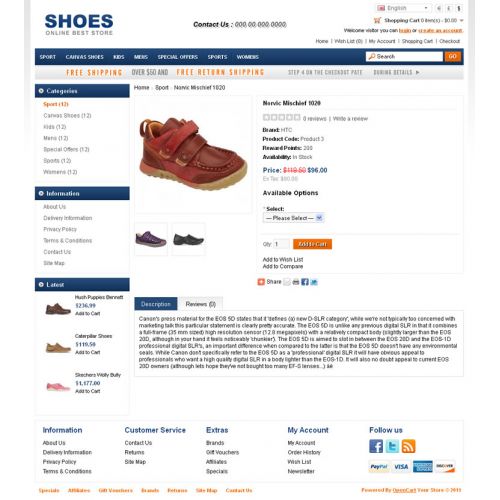 SHOES
ONLINE BEST STORE
Contact Us : 000.00.000.0000
English
€ £ $
Shopping Cart 0 item(s) - $0.00
Welcome visitor you can login or create an account.
Home | Wish List (0) | My Account | Shopping Cart | Checkout
SPORT CANVAS SHOES KIDS MENS SPECIAL OFFERS SPORTS WOMENS
Search GO
FREE SHIPPING OVER $50 AND FREE RETURN SHIPPING STEP 4 ON THE CHECKOUT PATE DURING DETAILS
Categories
Sport (12)
Canvas Shoes (12)
Kids (12)
Mens (12)
Special Offers (12)
Sports (12)
Womens (12)
Information
About Us
Delivery Information
Privacy Policy
Terms & Conditions
Contact Us
Site Map
Latest
Hush Puppies Bennett
$236.99
Add to Cart
Caterpillar Shoes
$119.50
Add to Cart
Skechers Wolly Bully
$1,177.00
Add to Cart
Home Sport Norvic Mischief 1020
Norvic Mischief 1020
0 reviews | Write a review
Brand: HTC
Product Code: Product 3
Reward Points: 200
Availability: In Stock
Price: $119.50 $96.00
Ex Tax: $80.00
Available Options
* Select:
--- Please Select ---
Qty: 1 Add to Cart
Add to Wish List
Add to Compare
Share
Description Reviews (0)
Canon's press material for the EOS 5D states that it 'defines (a) new D-SLR category', while we're not typically too concerned with
marketing talk this particular statement is clearly pretty accurate. The EOS 5D is unlike any previous digital SLR in that it combines
a full-frame (35 mm sized) high resolution sensor (12.8 megapixels) with a relatively compact body (slightly larger than the EOS
20D, although in your hand it feels noticeably 'chunkier'). The EOS 5D is aimed to slot in between the EOS 20D and the EOS-1D
professional digital SLR's, an important difference when compared to the latter is that the EOS 5D doesn't have any environmental
seals. While Canon don't specifically refer to the EOS 5D as a 'professional' digital SLR it will have obvious appeal to
professionals who want a high quality digital SLR in a body lighter than the EOS-1D. It will also no doubt appeal to current EOS
20D owners (although lets hope they've not bought too many EF-S lenses...) äë
Information
About Us
Delivery Information
Privacy Policy
Terms & Conditions
Customer Service
Contact Us
Returns
Site Map
Extras
Brands
Gift Vouchers
Affiliates
Specials
My Account
My Account
Order History
Wish List
Newsletter
Follow us
PayPal VISA
Specials Affiliates Gift Vouchers Brands Returns Site Map Contact Us
Powered By OpenCart Your Store © 2011